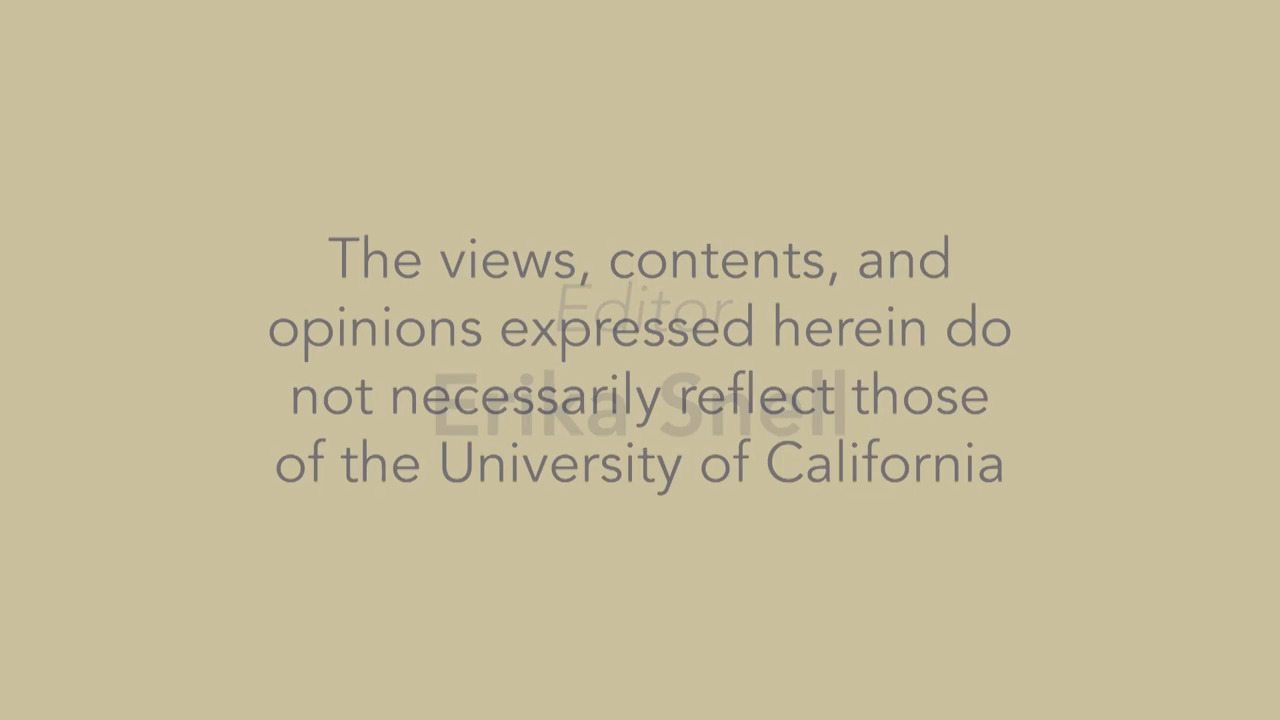 The views, contents, and
Editor
opinions expressed herein do
not necessarily reflect those
Erika Snell
of the University of California